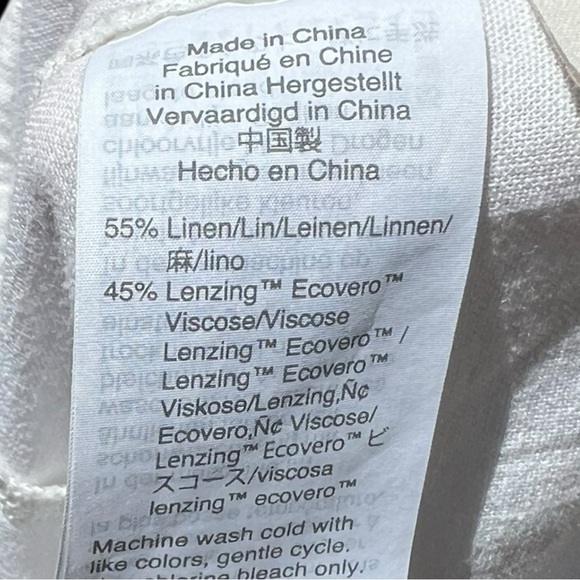 Made in China
Fabriqué en Chine
in China Hergestellt
Vervaardigd in China
中国製
Hecho en China
55% Linen/Lin/Leinen/Linnen/
麻/lino
45% Lenzing™ Ecovero™
Viscose/Viscose
Lenzing™ Ecovero™ /
Lenzing™ Ecovero™
Viskose/Lenzing‚Ñ¢
Ecovero‚Ñ¢ Viscose/
Lenzing™ Ecovero™ ビ
スコース/viscosa
lenzing™ ecovero™
Machine wash cold with
like colors, gentle cycle.
bleach only.